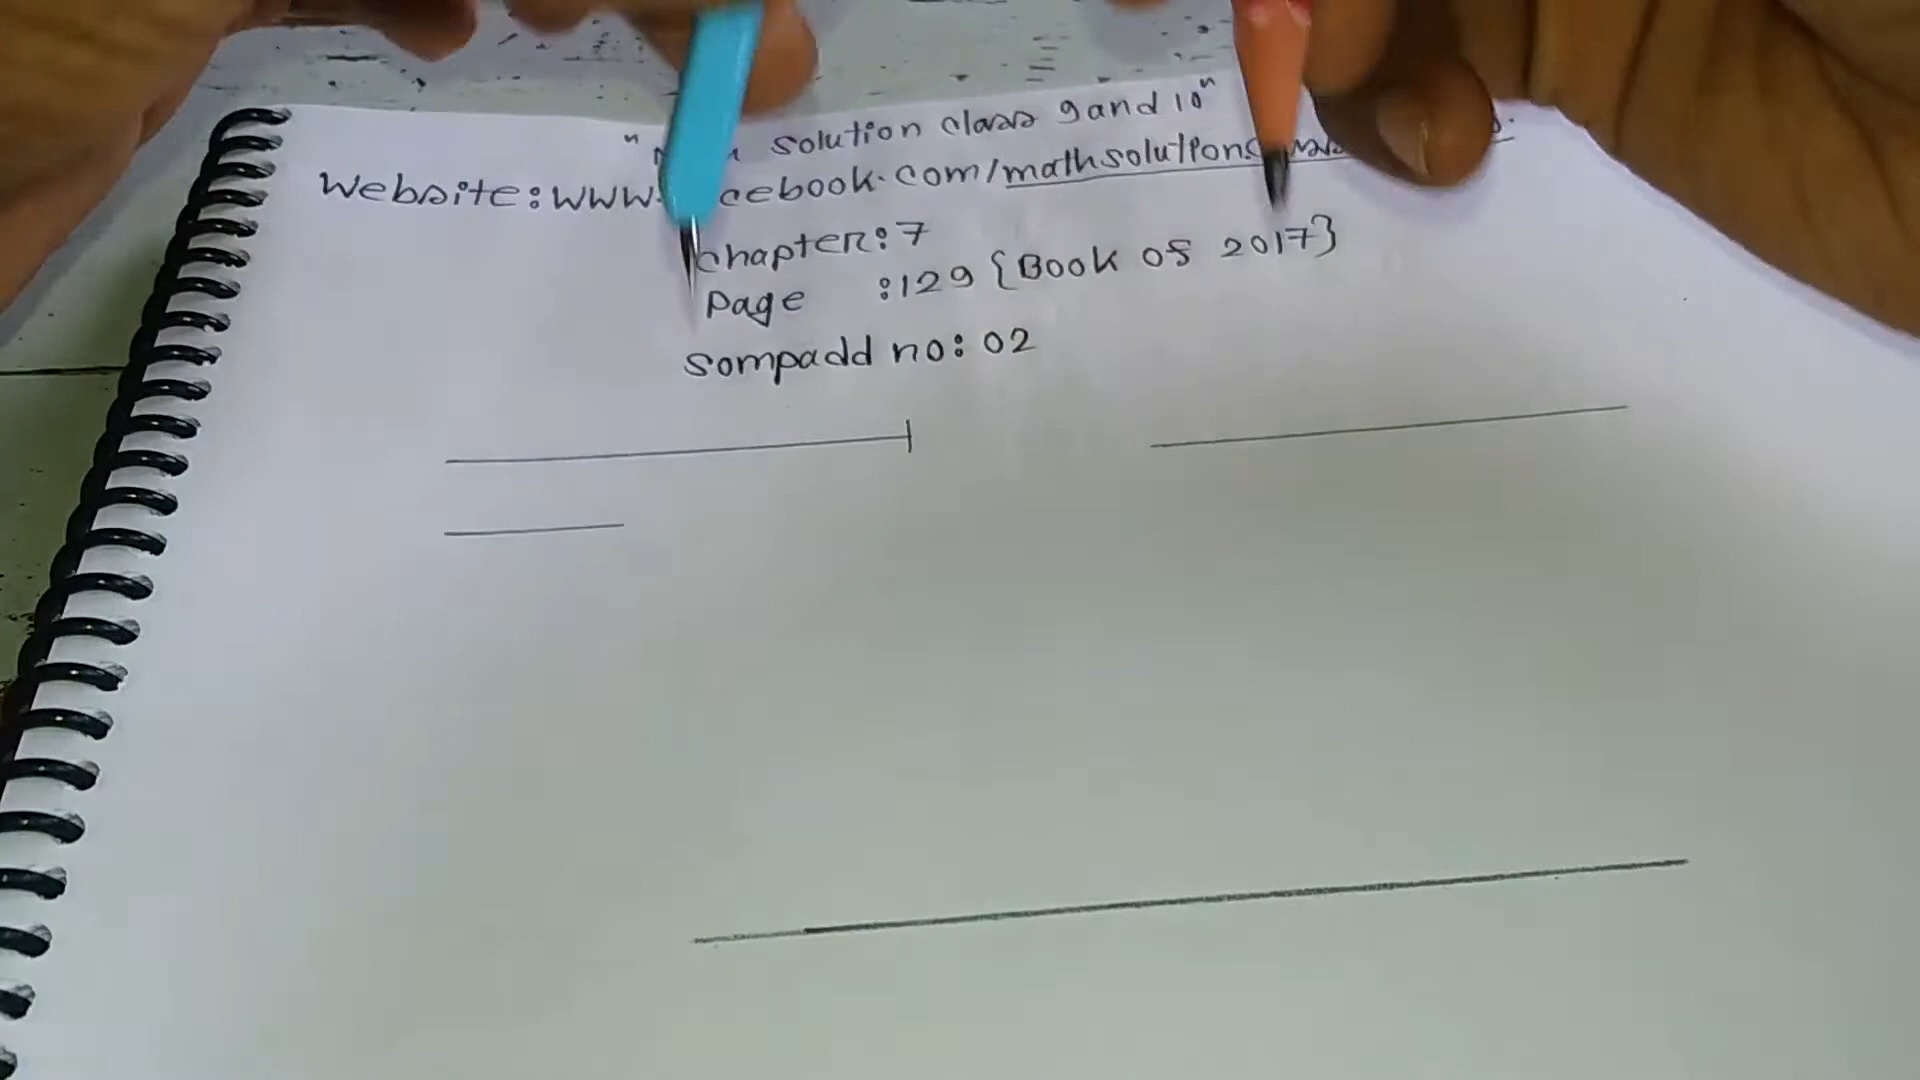 " solution class 9 and 10"
Website: www. cebook.com/mathsolution
Chapter: 7
Page :129 {Book of 2017}
Sompadd no: 02